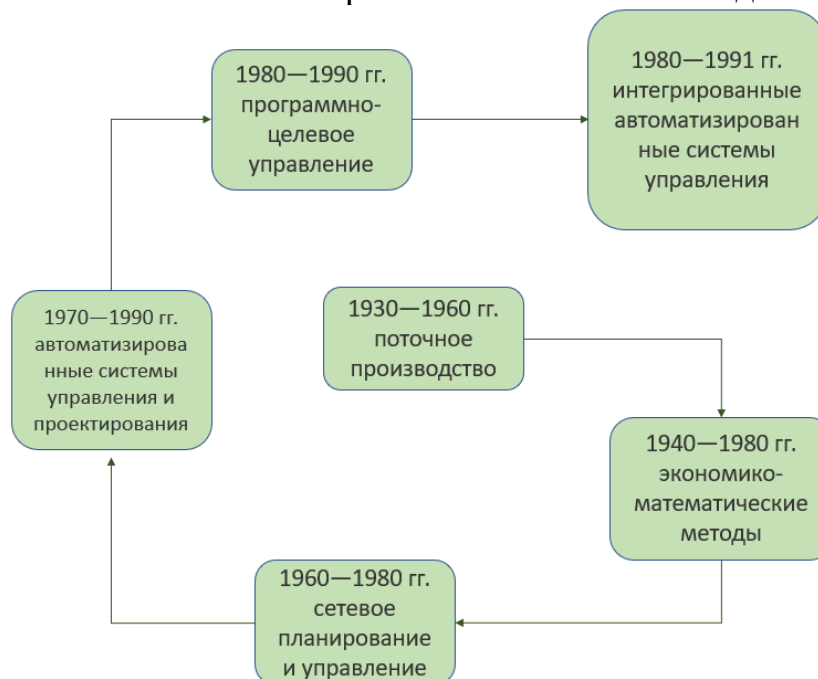 1980—1990 гг.
программно-
целевое
управление
1980—1991 гг.
интегрированные
автоматизирован
ные системы
управления
1970—1990 гг.
автоматизирова
нные системы
управления и
проектирования
1930—1960 гг.
поточное
производство
1940—1980 гг.
экономико-
математические
методы
1960—1980 гг.
сетевое
планирование
и управление